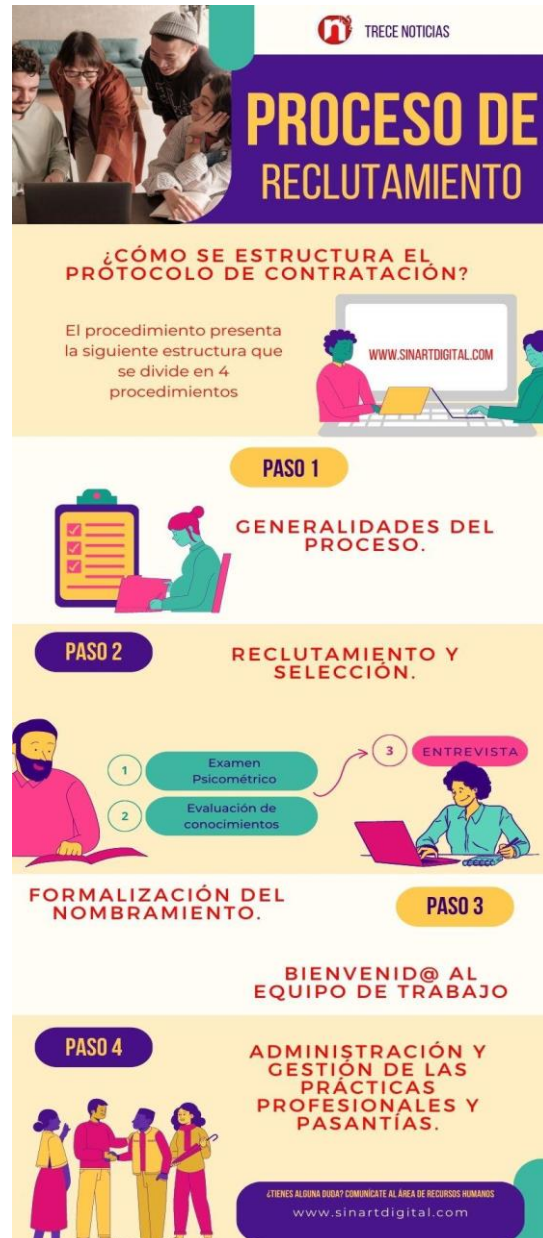 TRECE NOTICIAS
PROCESO DE
RECLUTAMIENTO
¿CÓMO SE ESTRUCTURA EL
PROTOCOLO DE CONTRATACIÓN?
El procedimiento presenta
la siguiente estructura que
se divide en 4
procedimientos
WWW.SINARTDIGITAL.COM
PASO 1
GENERALIDADES DEL
PROCESO.
PASO 2
RECLUTAMIENTO Y
SELECCIÓN.
1
Examen
Psicométrico
2
Evaluación de
conocimientos
3
ENTREVISTA
FORMALIZACIÓN DEL
NOMBRAMIENTO.
PASO 3
BIENVENID@ AL
EQUIPO DE TRABAJO
PASO 4
ADMINISTRACIÓN Y
GESTIÓN DE LAS
PRÁCTICAS
PROFESIONALES Y
PASANTÍAS.
¿TIENES ALGUNA DUDA? COMUNÍCATE AL ÁREA DE RECURSOS HUMANOS
www.sinartdigital.com